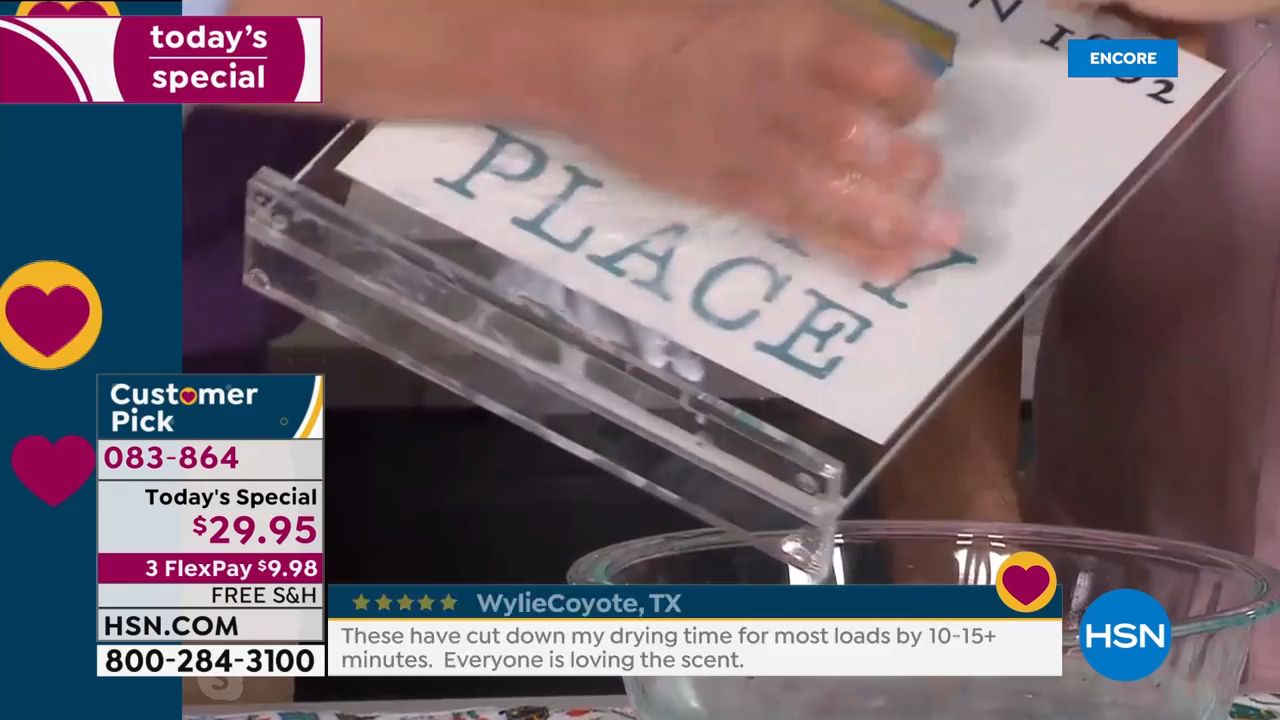 today's
special
ENCORE
PLACE
Customer
Pick
083-864
Today's Special
$29.95
3 FlexPay $9.98
FREE S&H
HSN.COM
800-284-3100
WylieCoyote, TX
These have cut down my drying time for most loads by 10-15+
minutes. Everyone is loving the scent.
HSN